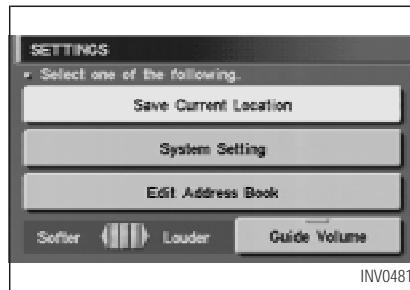 SETTINGS
Select one of the following.
Save Current Location
System Setting
Edit Address Book
Softer Louder Guide Volume
INV0481